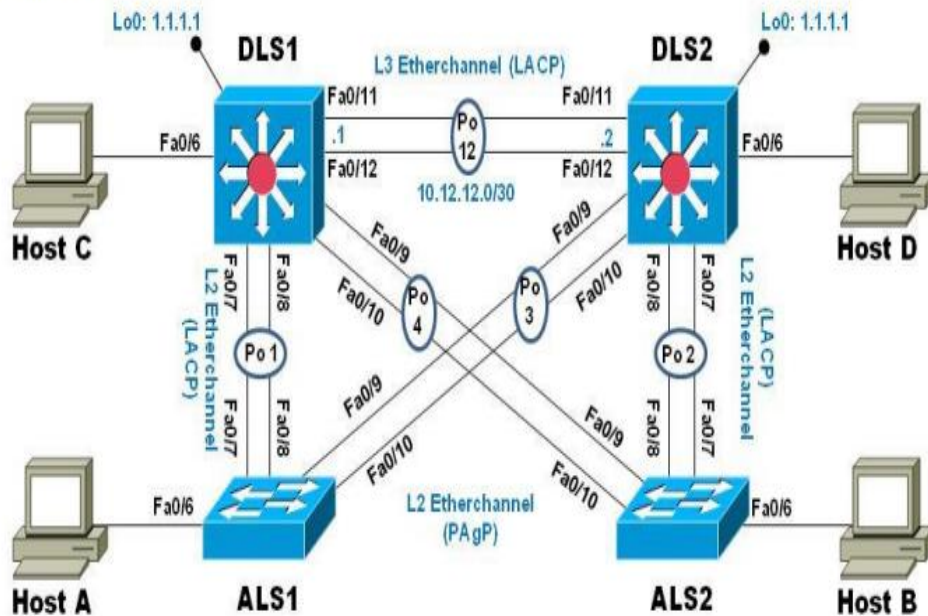 Lo0: 1.1.1.1
Lo0: 1.1.1.1
DLS1
DLS2
L3 Etherchannel (LACP)
Fa0/11
Fa0/11
Fa0/6
.1
Po
12
.2
Fa0/6
Fa0/12
Fa0/12
10.12.12.0/30
Host C
Host D
Fa0/9
Fa0/9
Fa0/7
Fa0/8
Fa0/10
Fa0/10
Fa0/8
Fa0/7
L2 Etherchannel
(LACP)
Po
4
Po
3
L2 Etherchannel
(LACP)
Po 1
Po 2
Fa0/7
Fa0/8
Fa0/9
Fa0/10
Fa0/9
Fa0/10
Fa0/8
Fa0/7
Fa0/6
L2 Etherchannel
(PAgP)
Fa0/6
Host A
ALS1
ALS2
Host B